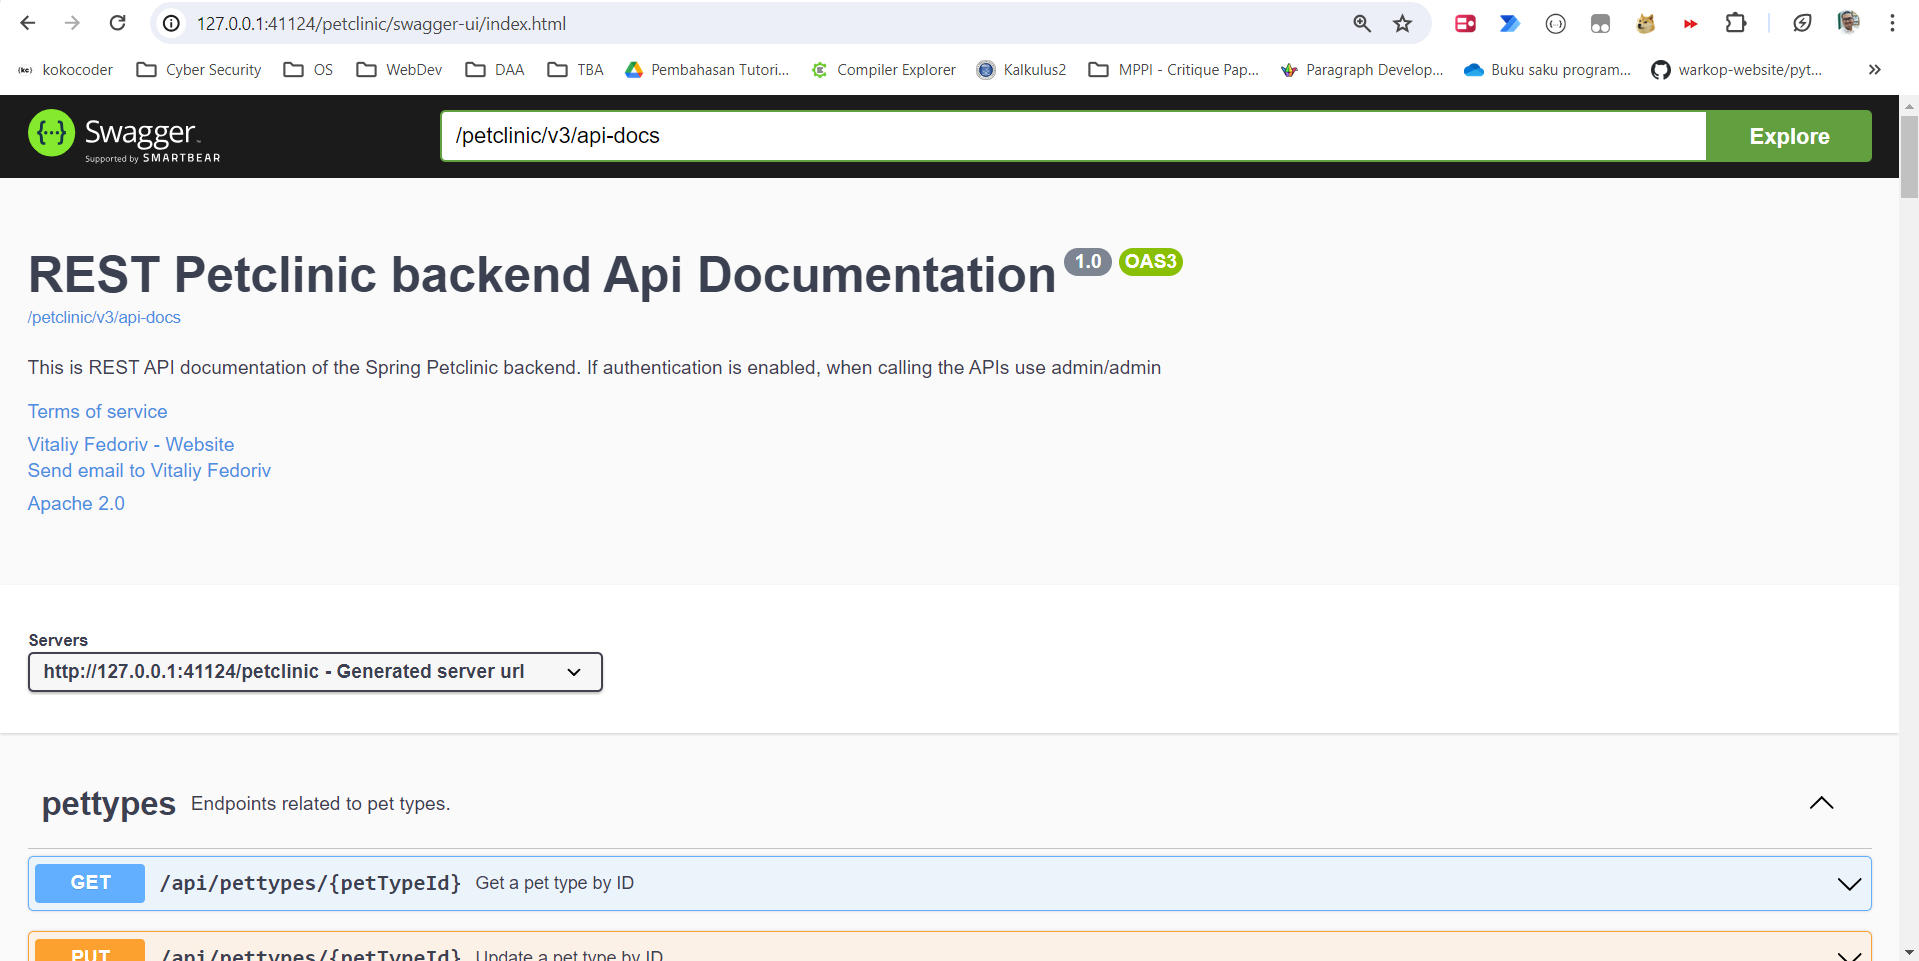 127.0.0.1:41124/petclinic/swagger-ui/index.html
kokocoder Cyber Security OS WebDev DAA TBA Pembahasan Tutori... Compiler Explorer Kalkulus2 MPPI - Critique Pap... Paragraph Develop... Buku saku program... warkop-website/pyt... »
Swagger
Supported by SMARTBEAR
/petclinic/v3/api-docs
Explore
REST Petclinic backend Api Documentation 1.0 OAS3
/petclinic/v3/api-docs
This is REST API documentation of the Spring Petclinic backend. If authentication is enabled, when calling the APIs use admin/admin
Terms of service
Vitaliy Fedoriv - Website
Send email to Vitaliy Fedoriv
Apache 2.0
Servers
http://127.0.0.1:41124/petclinic - Generated server url
pettypes Endpoints related to pet types.
GET /api/pettypes/{petTypeId} Get a pet type by ID
PUT /api/pettypes/{petTypeId} Update a pet type by ID